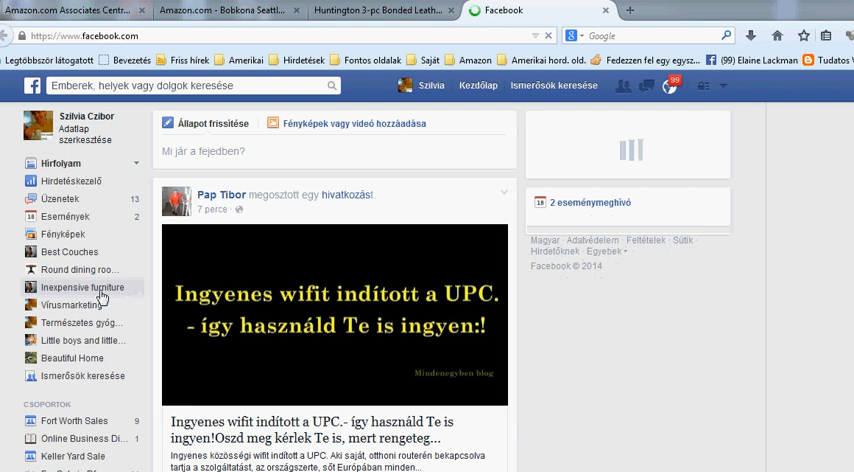 Amazon.com Associates Centr...
Amazon.com - Bobkona Seattl...
Huntington 3-pc Bonded Leath...
Facebook
https://www.facebook.com
Google
Legtöbbször látogatott
Bevezetés
Friss hírek
Amerikai
Hirdetések
Fontos oldalak
Saját
Amazon
Amerikai hord. old.
Fedezzen fel egy egysz...
(99) Elaine Lackman
Tudatos V
Emberek, helyek vagy dolgok keresése
Szilvia
Kezdőlap
Ismerősök keresése
99
Szilvia Czibor
Adatlap
szerkesztése
Hírfolyam
Hirdetéskezelő
Üzenetek 13
Események 2
Fényképek
Best Couches
Round dining roo...
Inexpensive furniture
Vírusmarketing
Természetes gyóg...
Little boys and little...
Beautiful Home
Ismerősök keresése
CSOPORTOK
Fort Worth Sales 9
Online Business Di... 1
Keller Yard Sale
Állapot frissítése
Fényképek vagy videó hozzáadása
Mi jár a fejedben?
Pap Tibor megosztott egy hivatkozást.
7 perce ·
Ingyenes wifit indított a UPC.
- így használd Te is ingyen:!
Mindenegyben blog
Ingyenes wifit indított a UPC.- így használd Te is
ingyen!Oszd meg kérlek Te is, mert rengeteg...
Ingyenes közösségi wifit indított a UPC. Aki saját, otthoni routerén bekapcsolva
tartja a szolgáltatást, az országszerte, sőt Európában minden...
18 2 eseménymeghívó
Magyar · Adatvédelem · Feltételek · Sütik ·
Hirdetőknek · Egyebek
Facebook © 2014